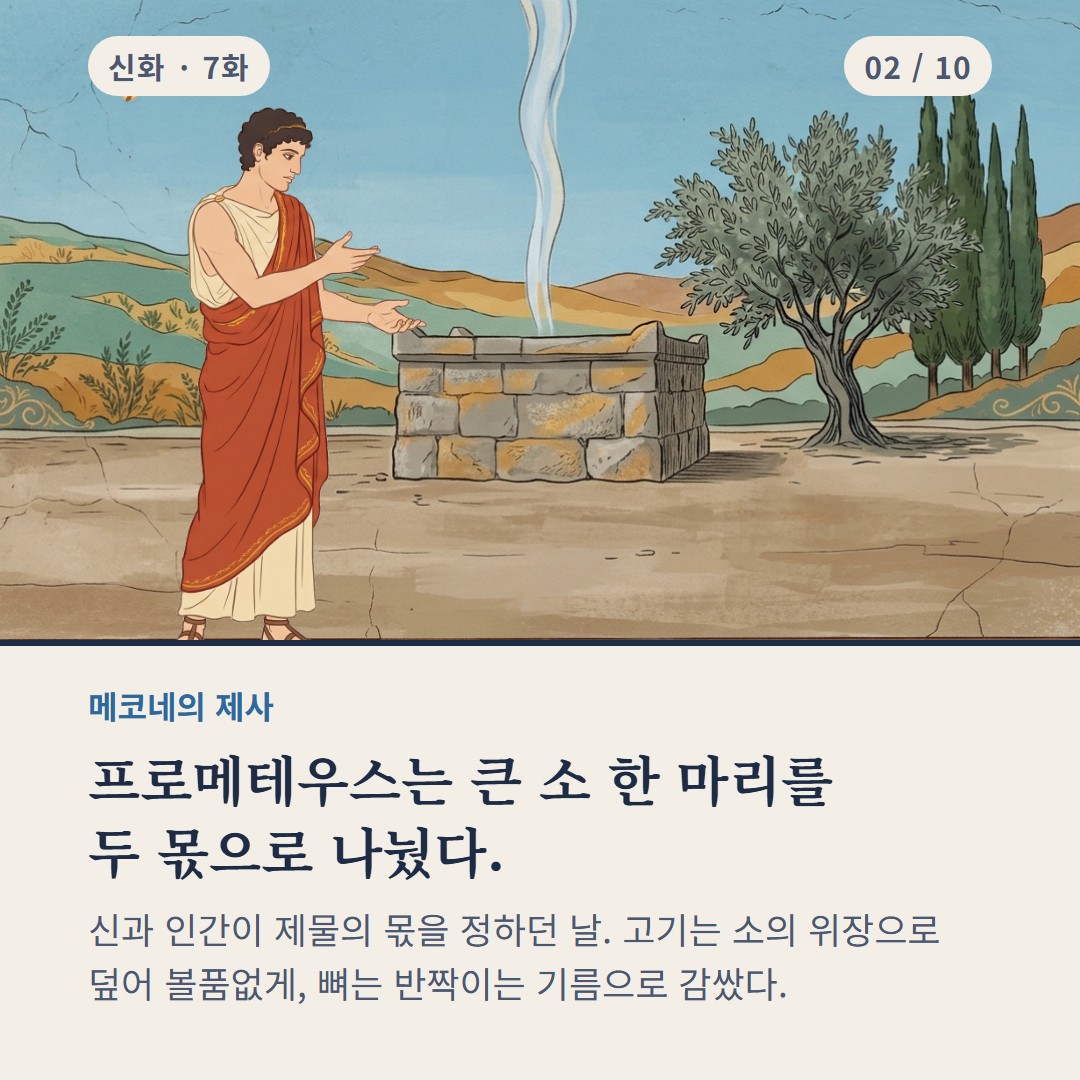 신화 · 7화
02 / 10
메코네의 제사
프로메테우스는 큰 소 한 마리를
두 몫으로 나눴다.
신과 인간이 제물의 몫을 정하던 날. 고기는 소의 위장으로
덮어 볼품없게, 뼈는 반짝이는 기름으로 감쌌다.